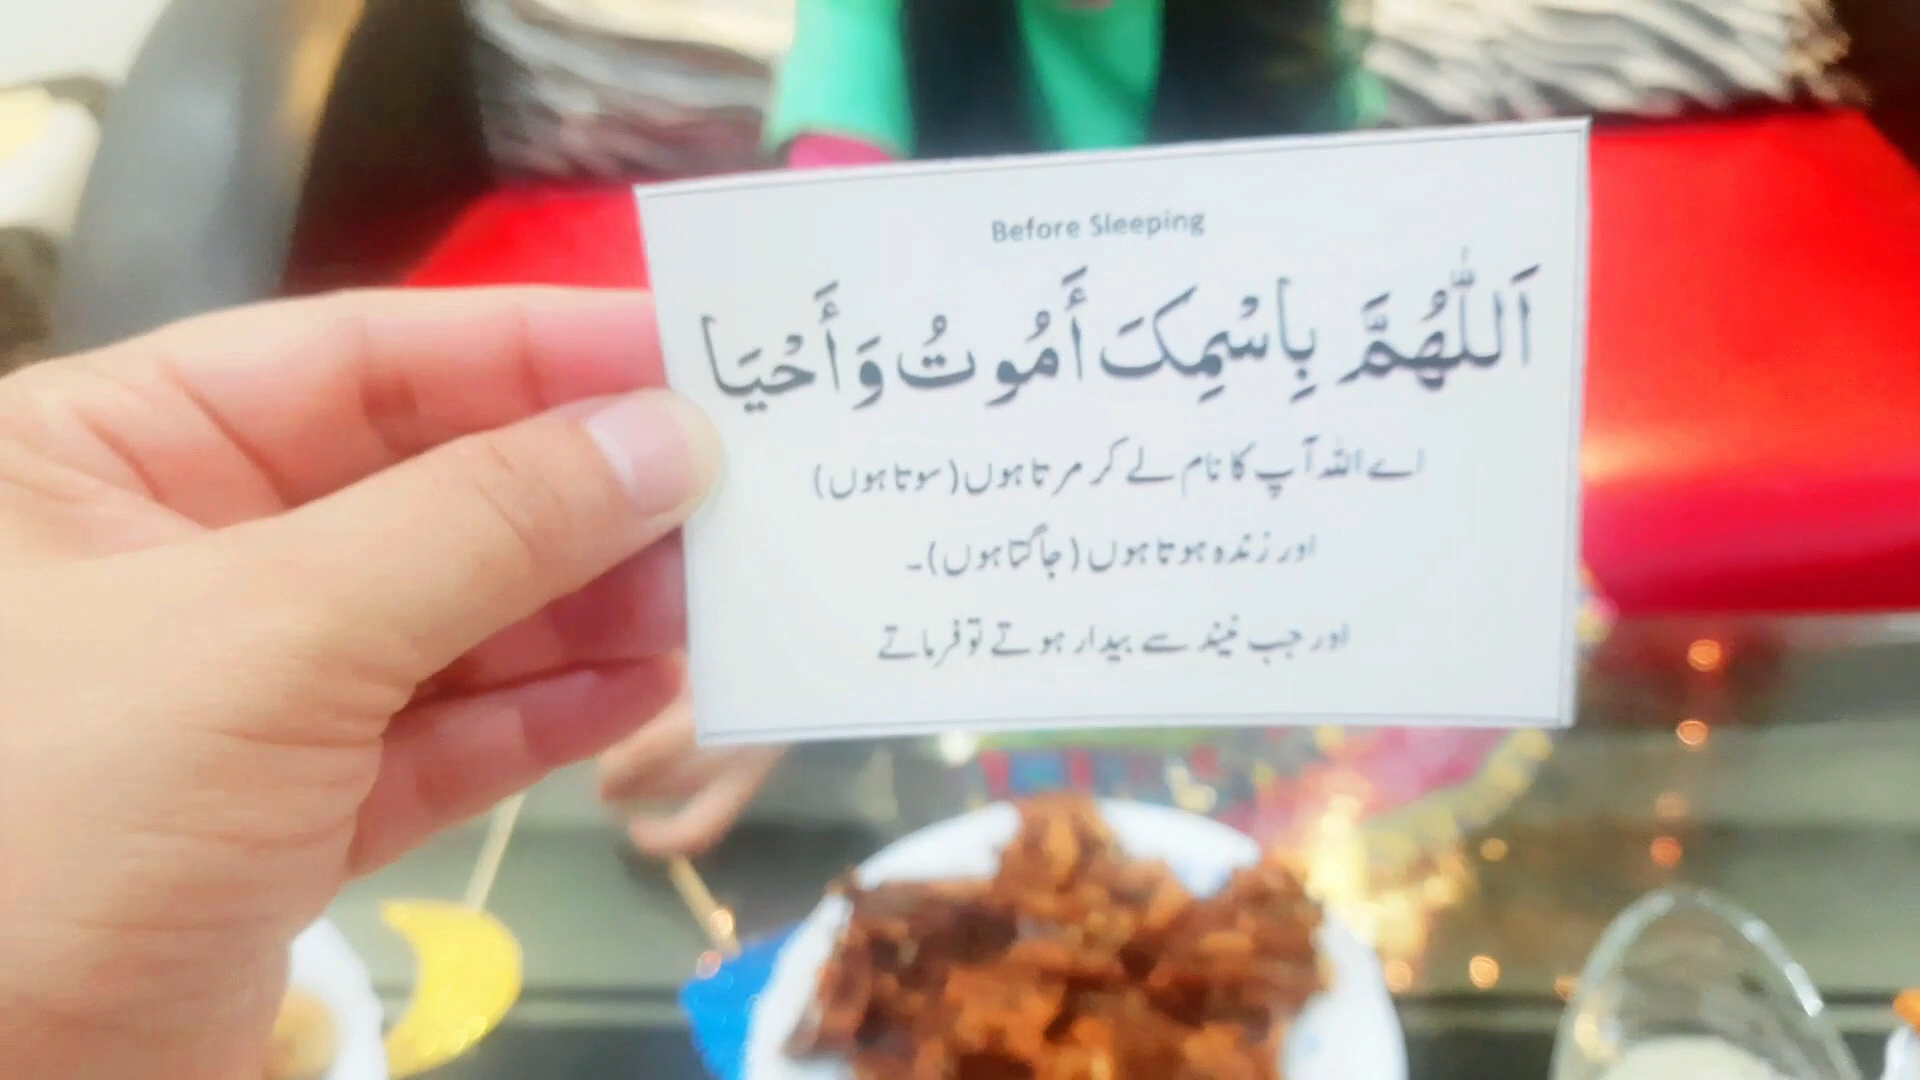 Before Sleeping
اَللّٰهُمَّ بِاسْمِکَ أَمُوتُ وَأَحْيَا
اے اللہ آپ کا نام لے کر مرتا ہوں (سوتا ہوں)
اور زندہ ہوتا ہوں (جاگتا ہوں)۔
اور جب نیند سے بیدار ہوتے تو فرماتے